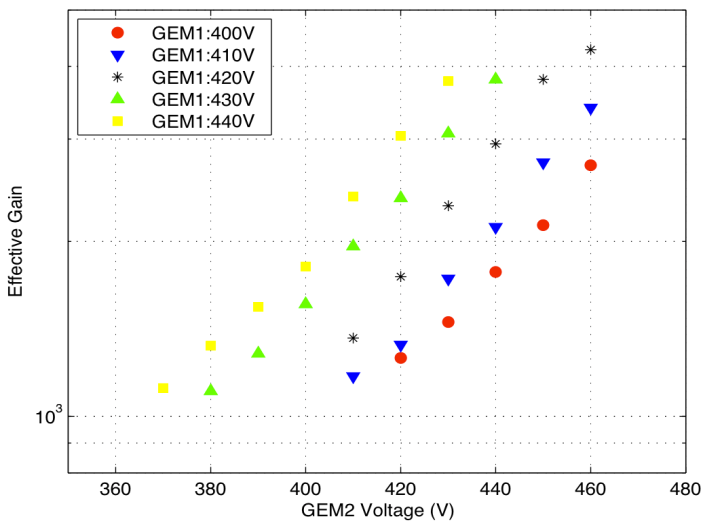 GEM1:400V
GEM1:410V
GEM1:420V
GEM1:430V
GEM1:440V
Effective Gain
10³
360 380 400 420 440 460 480
GEM2 Voltage (V)